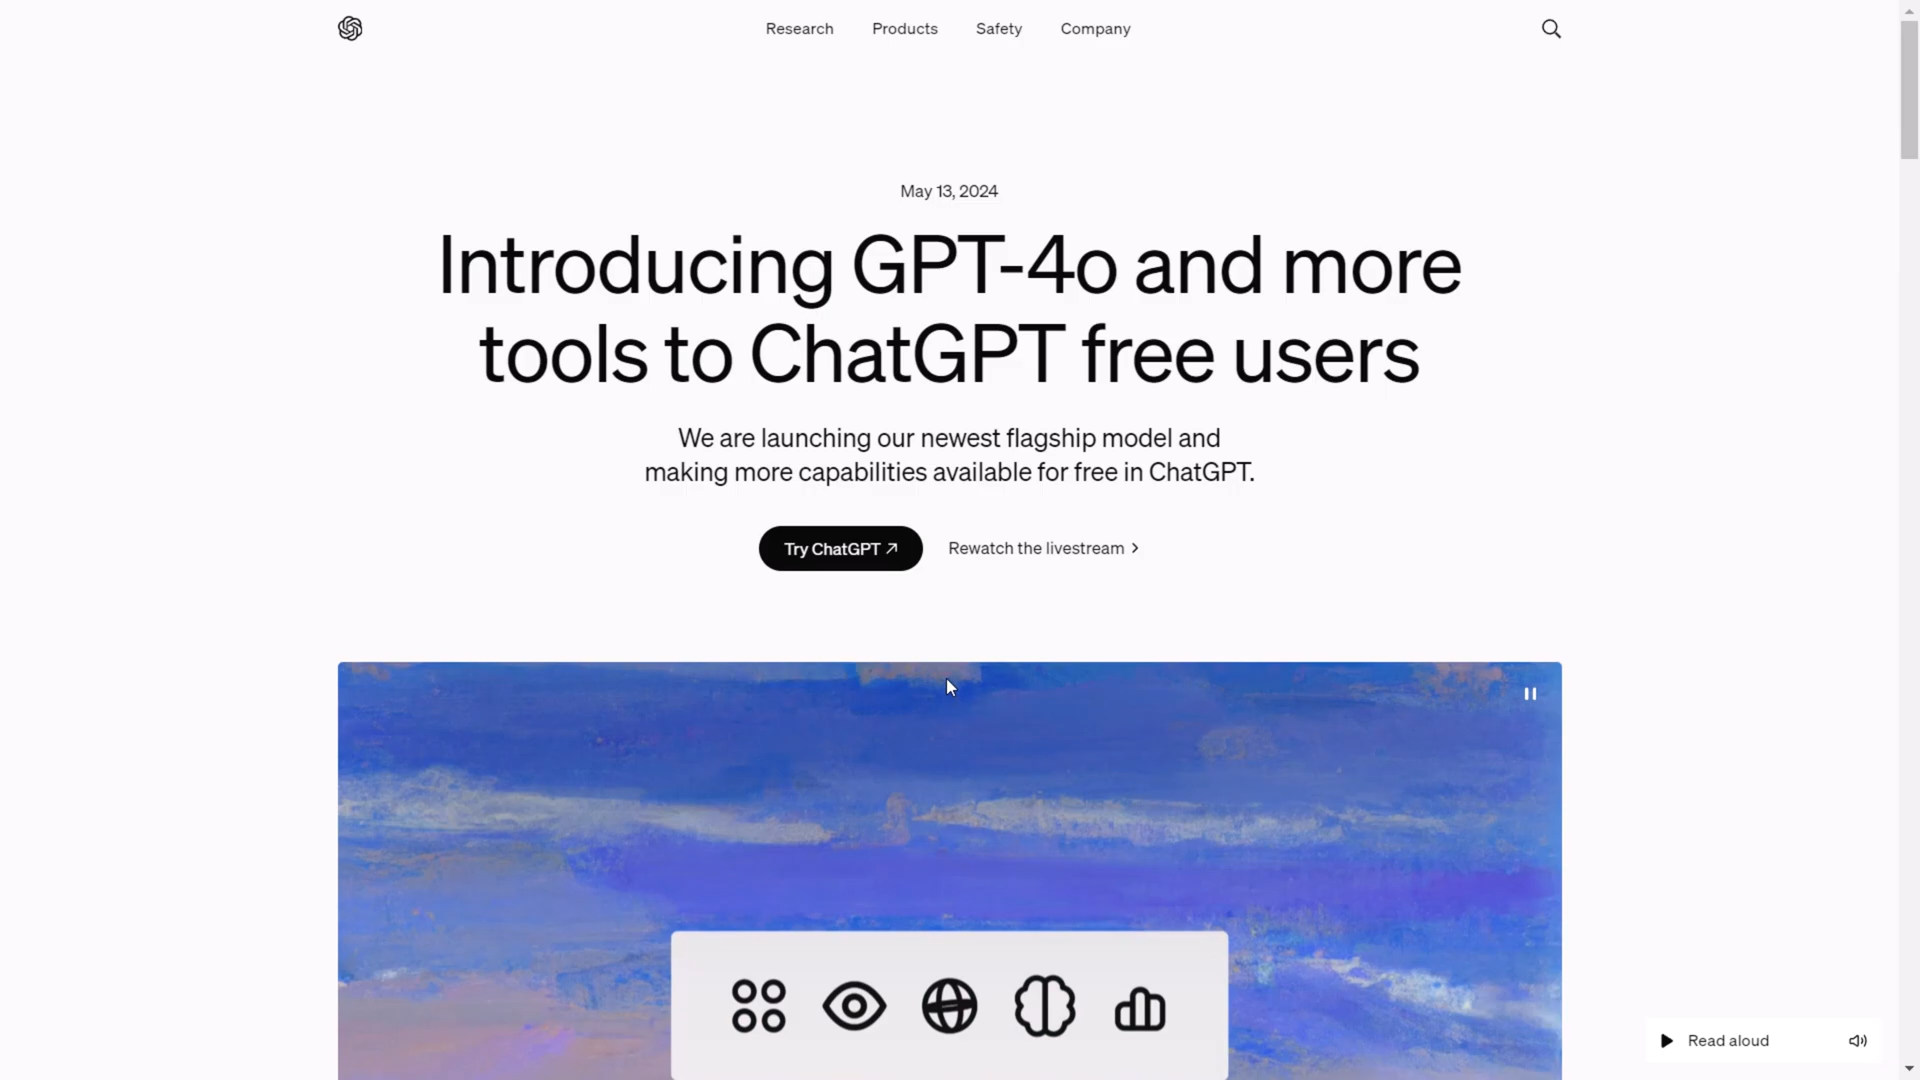 Research Products Safety Company
May 13, 2024
Introducing GPT-4o and more
tools to ChatGPT free users
We are launching our newest flagship model and
making more capabilities available for free in ChatGPT.
Try ChatGPT Rewatch the livestream
Read aloud